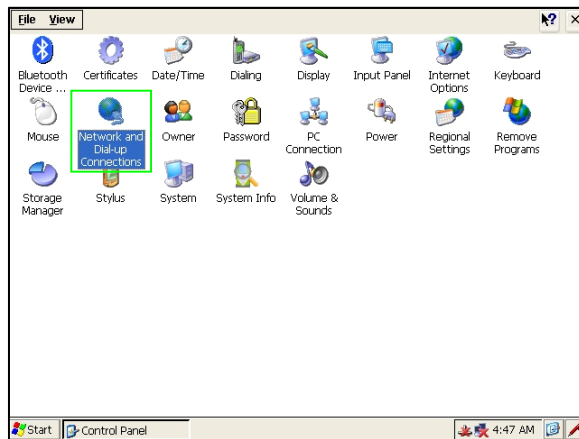 File View
Bluetooth Device ...
Certificates
Date/Time
Dialing
Display
Input Panel
Internet Options
Keyboard
Mouse
Network and Dial-up Connections
Owner
Password
PC Connection
Power
Regional Settings
Remove Programs
Storage Manager
Stylus
System
System Info
Volume & Sounds
Start
Control Panel
4:47 AM